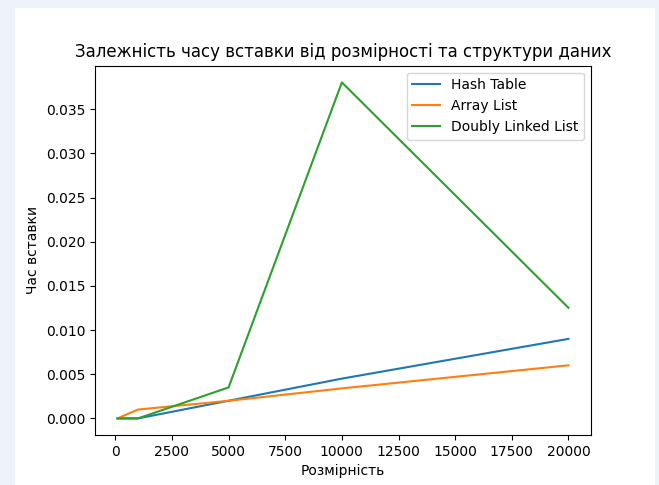 Залежність часу вставки від розмірності та структури даних
Hash Table
Array List
Doubly Linked List
Час вставки
0.035
0.030
0.025
0.020
0.015
0.010
0.005
0.000
0 2500 5000 7500 10000 12500 15000 17500 20000
Розмірність